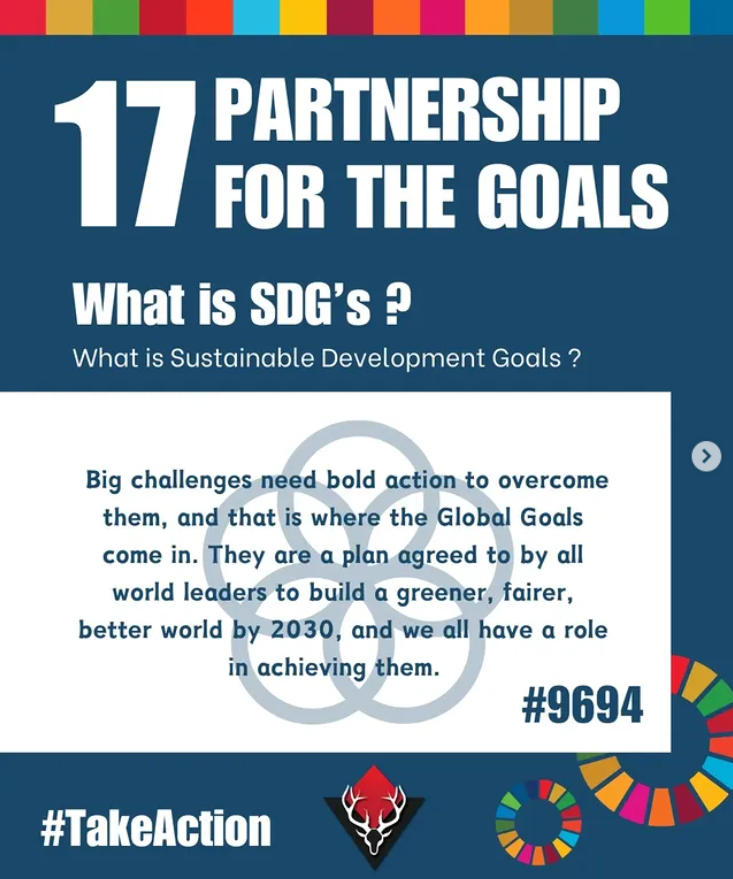 17 PARTNERSHIP
FOR THE GOALS
What is SDG's ?
What is Sustainable Development Goals ?
Big challenges need bold action to overcome
them, and that is where the Global Goals
come in. They are a plan agreed to by all
world leaders to build a greener, fairer,
better world by 2030, and we all have a role
in achieving them.
#9694
#TakeAction